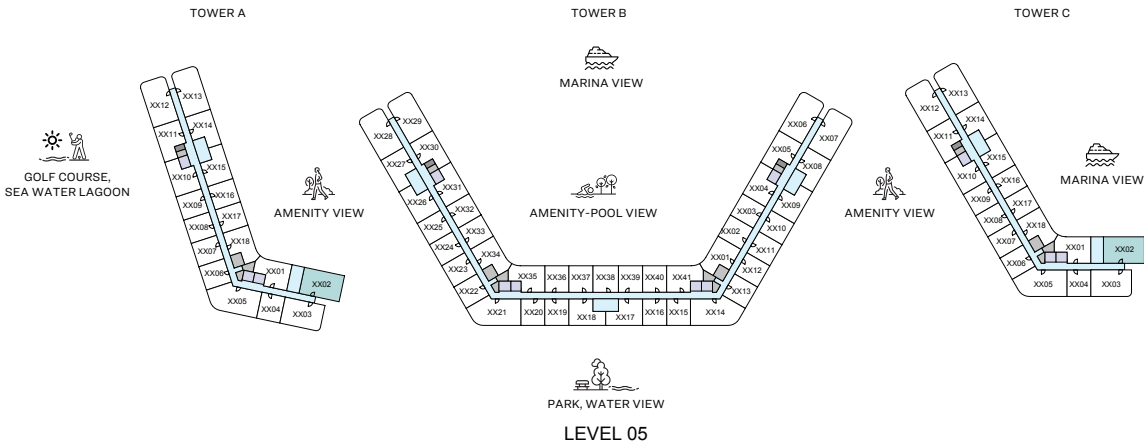 TOWER A
TOWER B
TOWER C
MARINA VIEW
GOLF COURSE,
SEA WATER LAGOON
AMENITY VIEW
AMENITY-POOL VIEW
AMENITY VIEW
MARINA VIEW
XX12
XX13
XX11
XX14
XX10
XX15
XX09
XX16
XX08
XX17
XX07
XX18
XX06
XX01
XX02
XX05
XX04
XX03
XX28
XX29
XX27
XX30
XX26
XX31
XX25
XX32
XX24
XX33
XX23
XX34
XX22
XX35
XX36
XX37
XX38
XX39
XX40
XX41
XX21
XX20
XX19
XX18
XX17
XX16
XX15
XX14
XX06
XX07
XX05
XX08
XX04
XX09
XX03
XX10
XX02
XX11
XX01
XX12
XX13
XX12
XX13
XX11
XX14
XX10
XX15
XX09
XX16
XX08
XX17
XX07
XX18
XX06
XX01
XX02
XX05
XX04
XX03
PARK, WATER VIEW
LEVEL 05